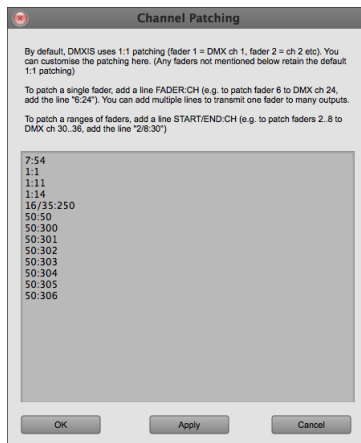 Channel Patching
By default, DMXIS uses 1:1 patching (fader 1 = DMX ch 1, fader 2 = ch 2 etc). You
can customise the patching here. (Any faders not mentioned below retain the default
1:1 patching)
To patch a single fader, add a line FADER:CH (e.g. to patch fader 6 to DMX ch 24,
add the line "6:24"). You can add multiple lines to transmit one fader to many outputs.
To patch a ranges of faders, add a line START/END:CH (e.g. to patch faders 2..8 to
DMX ch 30..36, add the line "2/8:30")
7:54
1:1
1:11
1:14
16/35:250
50:50
50:300
50:301
50:302
50:303
50:304
50:305
50:306
OK
Apply
Cancel